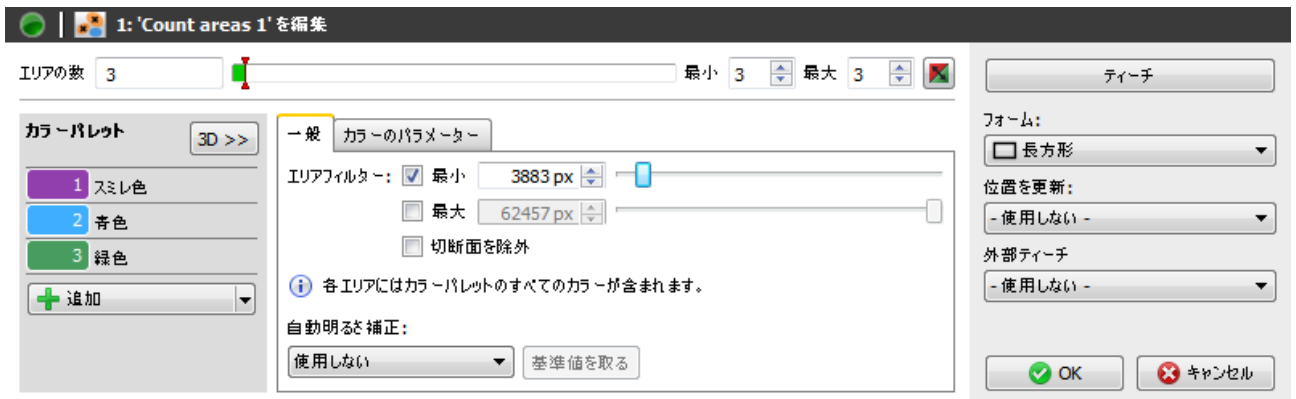 1: 'Count areas 1'を編集
エリアの数 3 最小 3 最大 3
ティーチ
カラーパレット 3D >>
1 スミレ色
2 青色
3 緑色
追加
一般 カラーのパラメーター
エリアフィルター: 最小 3883 px
最大 62457 px
切断面を除外
各エリアにはカラーパレットのすべてのカラーが含まれます。
自動明るさ補正:
使用しない 基準値を取る
フォーム:
長方形
位置を更新:
- 使用しない -
外部ティーチ
- 使用しない -
OK キャンセル